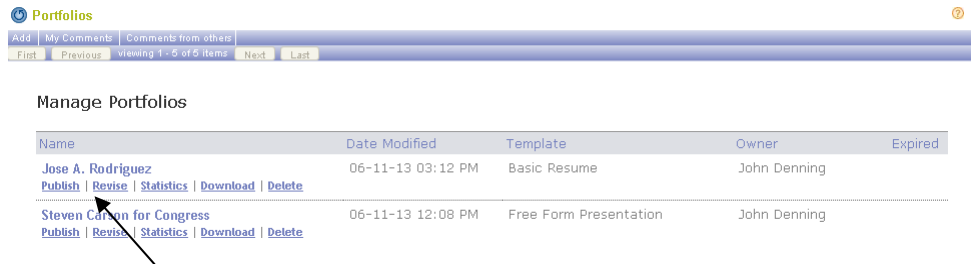 Portfolios ?
Add | My Comments | Comments from others
First Previous viewing 1 - 5 of 5 items Next Last
Manage Portfolios
Name Date Modified Template Owner Expired
Jose A. Rodriguez 06-11-13 03:12 PM Basic Resume John Denning
Publish | Revise | Statistics | Download | Delete
Steven Carson for Congress 06-11-13 12:08 PM Free Form Presentation John Denning
Publish | Revise | Statistics | Download | Delete